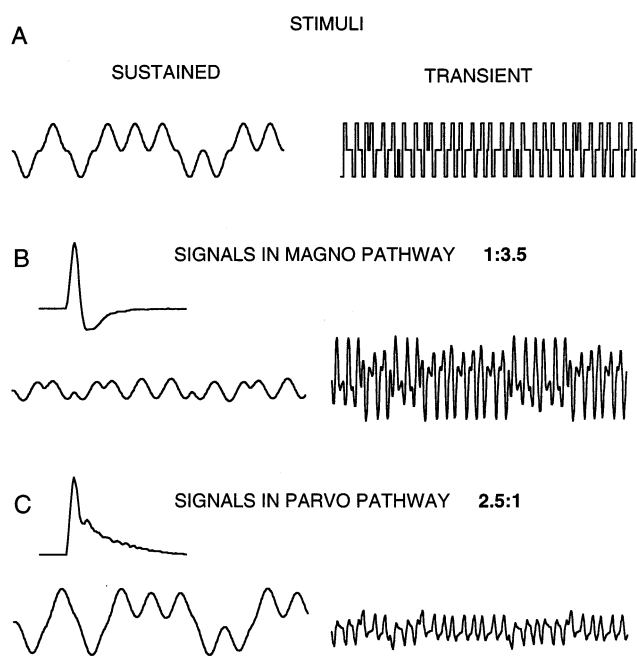 STIMULI
A
SUSTAINED TRANSIENT
B SIGNALS IN MAGNO PATHWAY 1:3.5
C SIGNALS IN PARVO PATHWAY 2.5:1